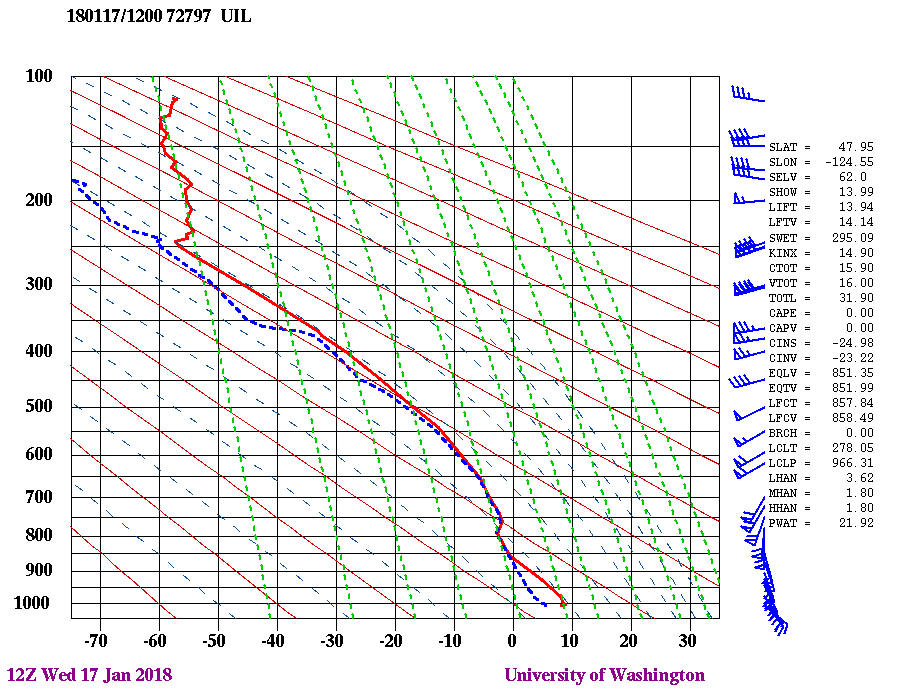 180117/1200 72797 UIL
100
200
300
400
500
600
700
800
900
1000
-70 -60 -50 -40 -30 -20 -10 0 10 20 30
SLAT = 47.95
SLON = -124.55
SELV = 62.0
SHOW = 13.99
LIFT = 13.94
LFTV = 14.14
SWET = 295.09
KINX = 14.90
CTOT = 15.90
VTOT = 16.00
TOTL = 31.90
CAPE = 0.00
CAPV = 0.00
CINS = -24.98
CINV = -23.22
EQLV = 851.35
EQTV = 851.99
LFCT = 857.84
LFCV = 858.49
BRCH = 0.00
LCLT = 278.05
LCLP = 966.31
LHAN = 3.62
MHAN = 1.80
HHAN = 1.80
PWAT = 21.92
12Z Wed 17 Jan 2018
University of Washington